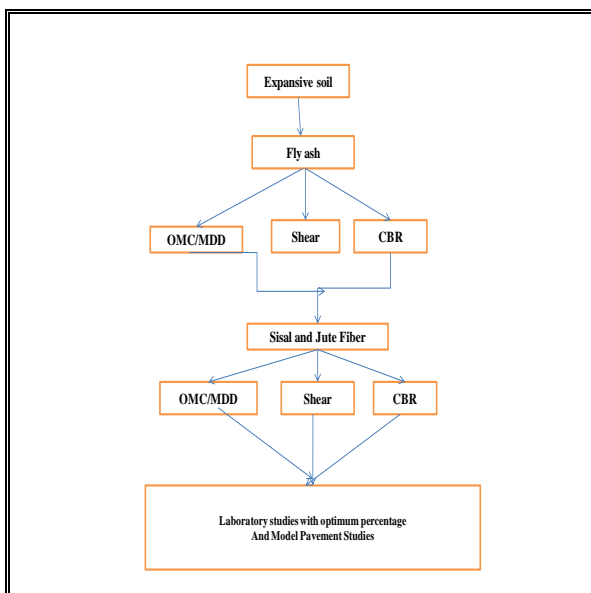 Expansive soil
Fly ash
OMC/MDD
Shear
CBR
Sisal and Jute Fiber
OMC/MDD
Shear
CBR
Laboratory studies with optimum percentage
And Model Pavement Studies